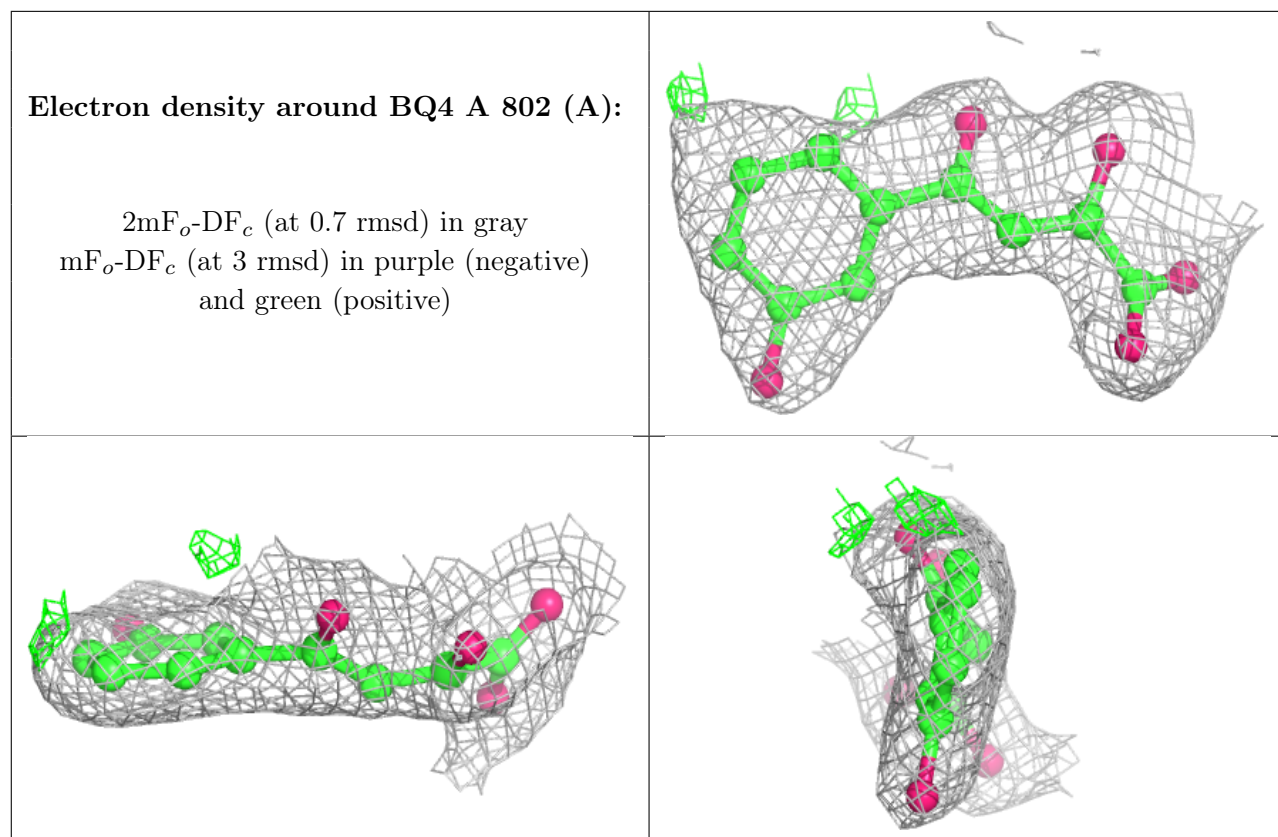 Electron density around BQ4 A 802 (A):
2mFo-DFc (at 0.7 rmsd) in gray
mFo-DFc (at 3 rmsd) in purple (negative)
and green (positive)